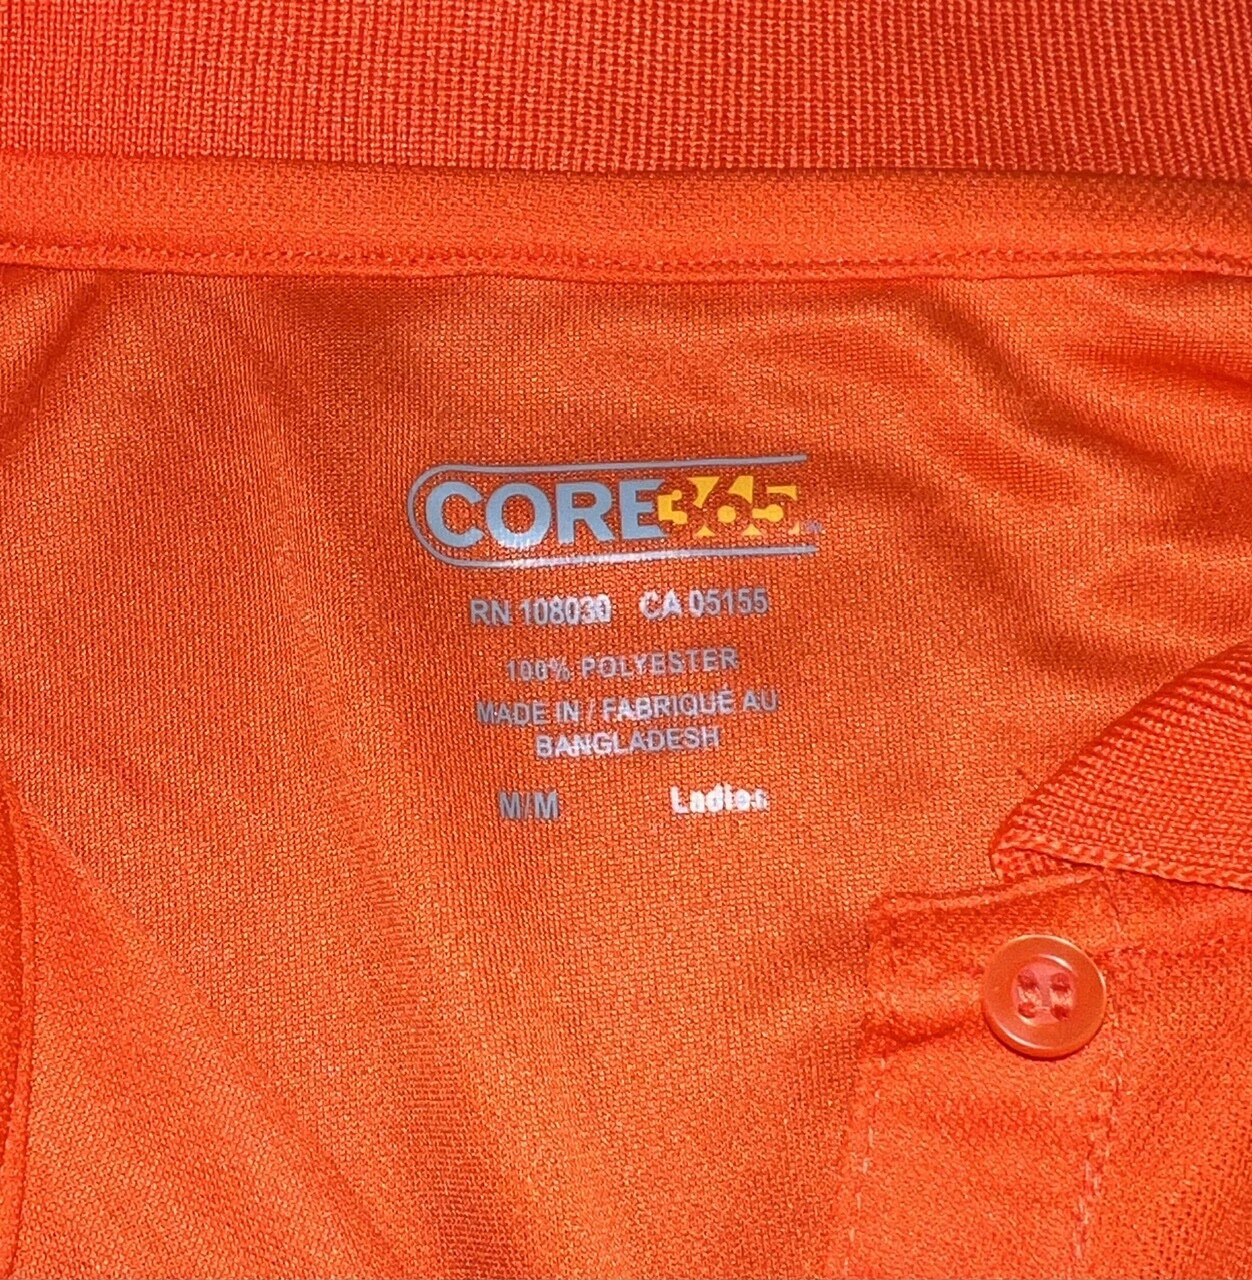 CORE365
RN 108030 CA 05155
100% POLYESTER
MADE IN / FABRIQUÉ AU
BANGLADESH
M/M Ladies